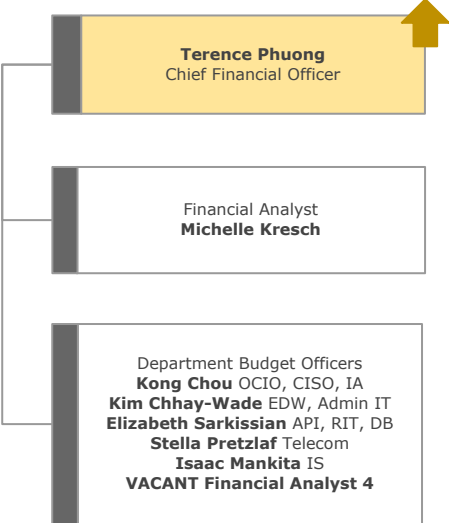 Terence Phuong
Chief Financial Officer
Financial Analyst
Michelle Kresch
Department Budget Officers
Kong Chou OCIO, CISO, IA
Kim Chhay-Wade EDW, Admin IT
Elizabeth Sarkissian API, RIT, DB
Stella Pretzlaf Telecom
Isaac Mankita IS
VACANT Financial Analyst 4